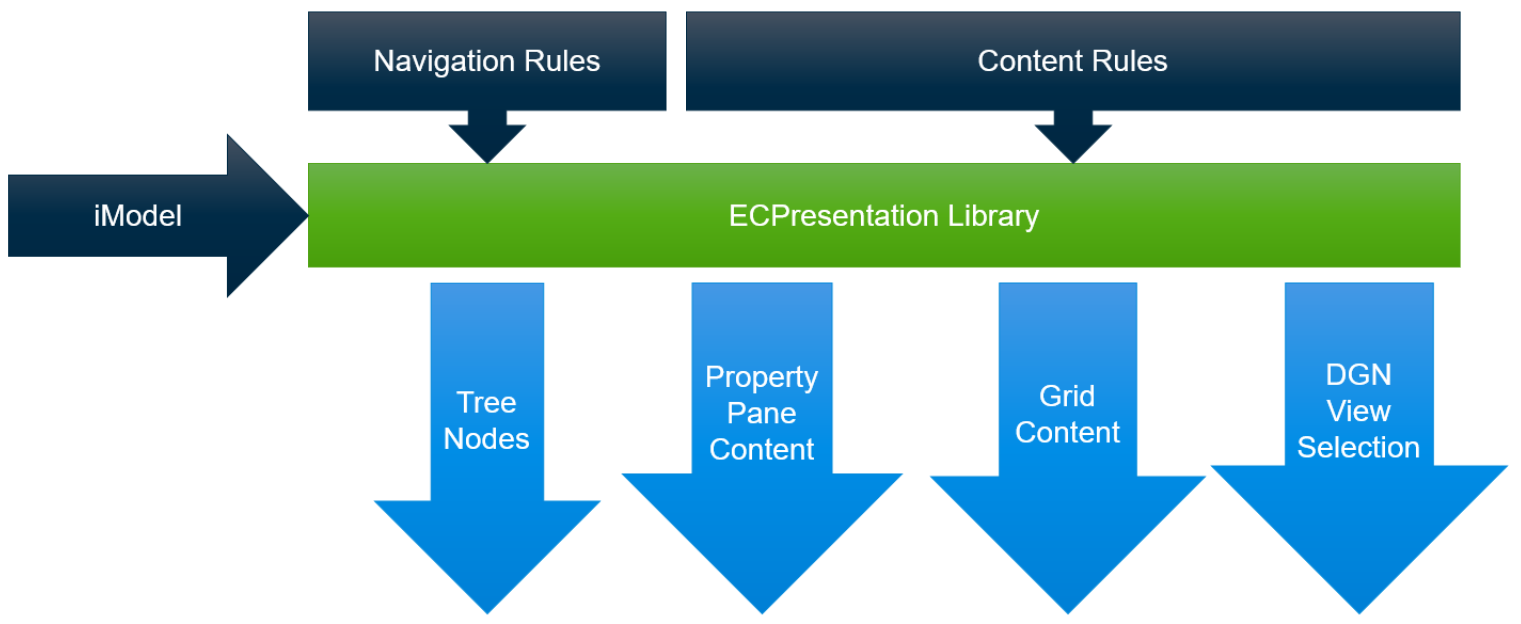 Navigation Rules
Content Rules
iModel
ECPresentation Library
Tree
Nodes
Property
Pane
Content
Grid
Content
DGN
View
Selection